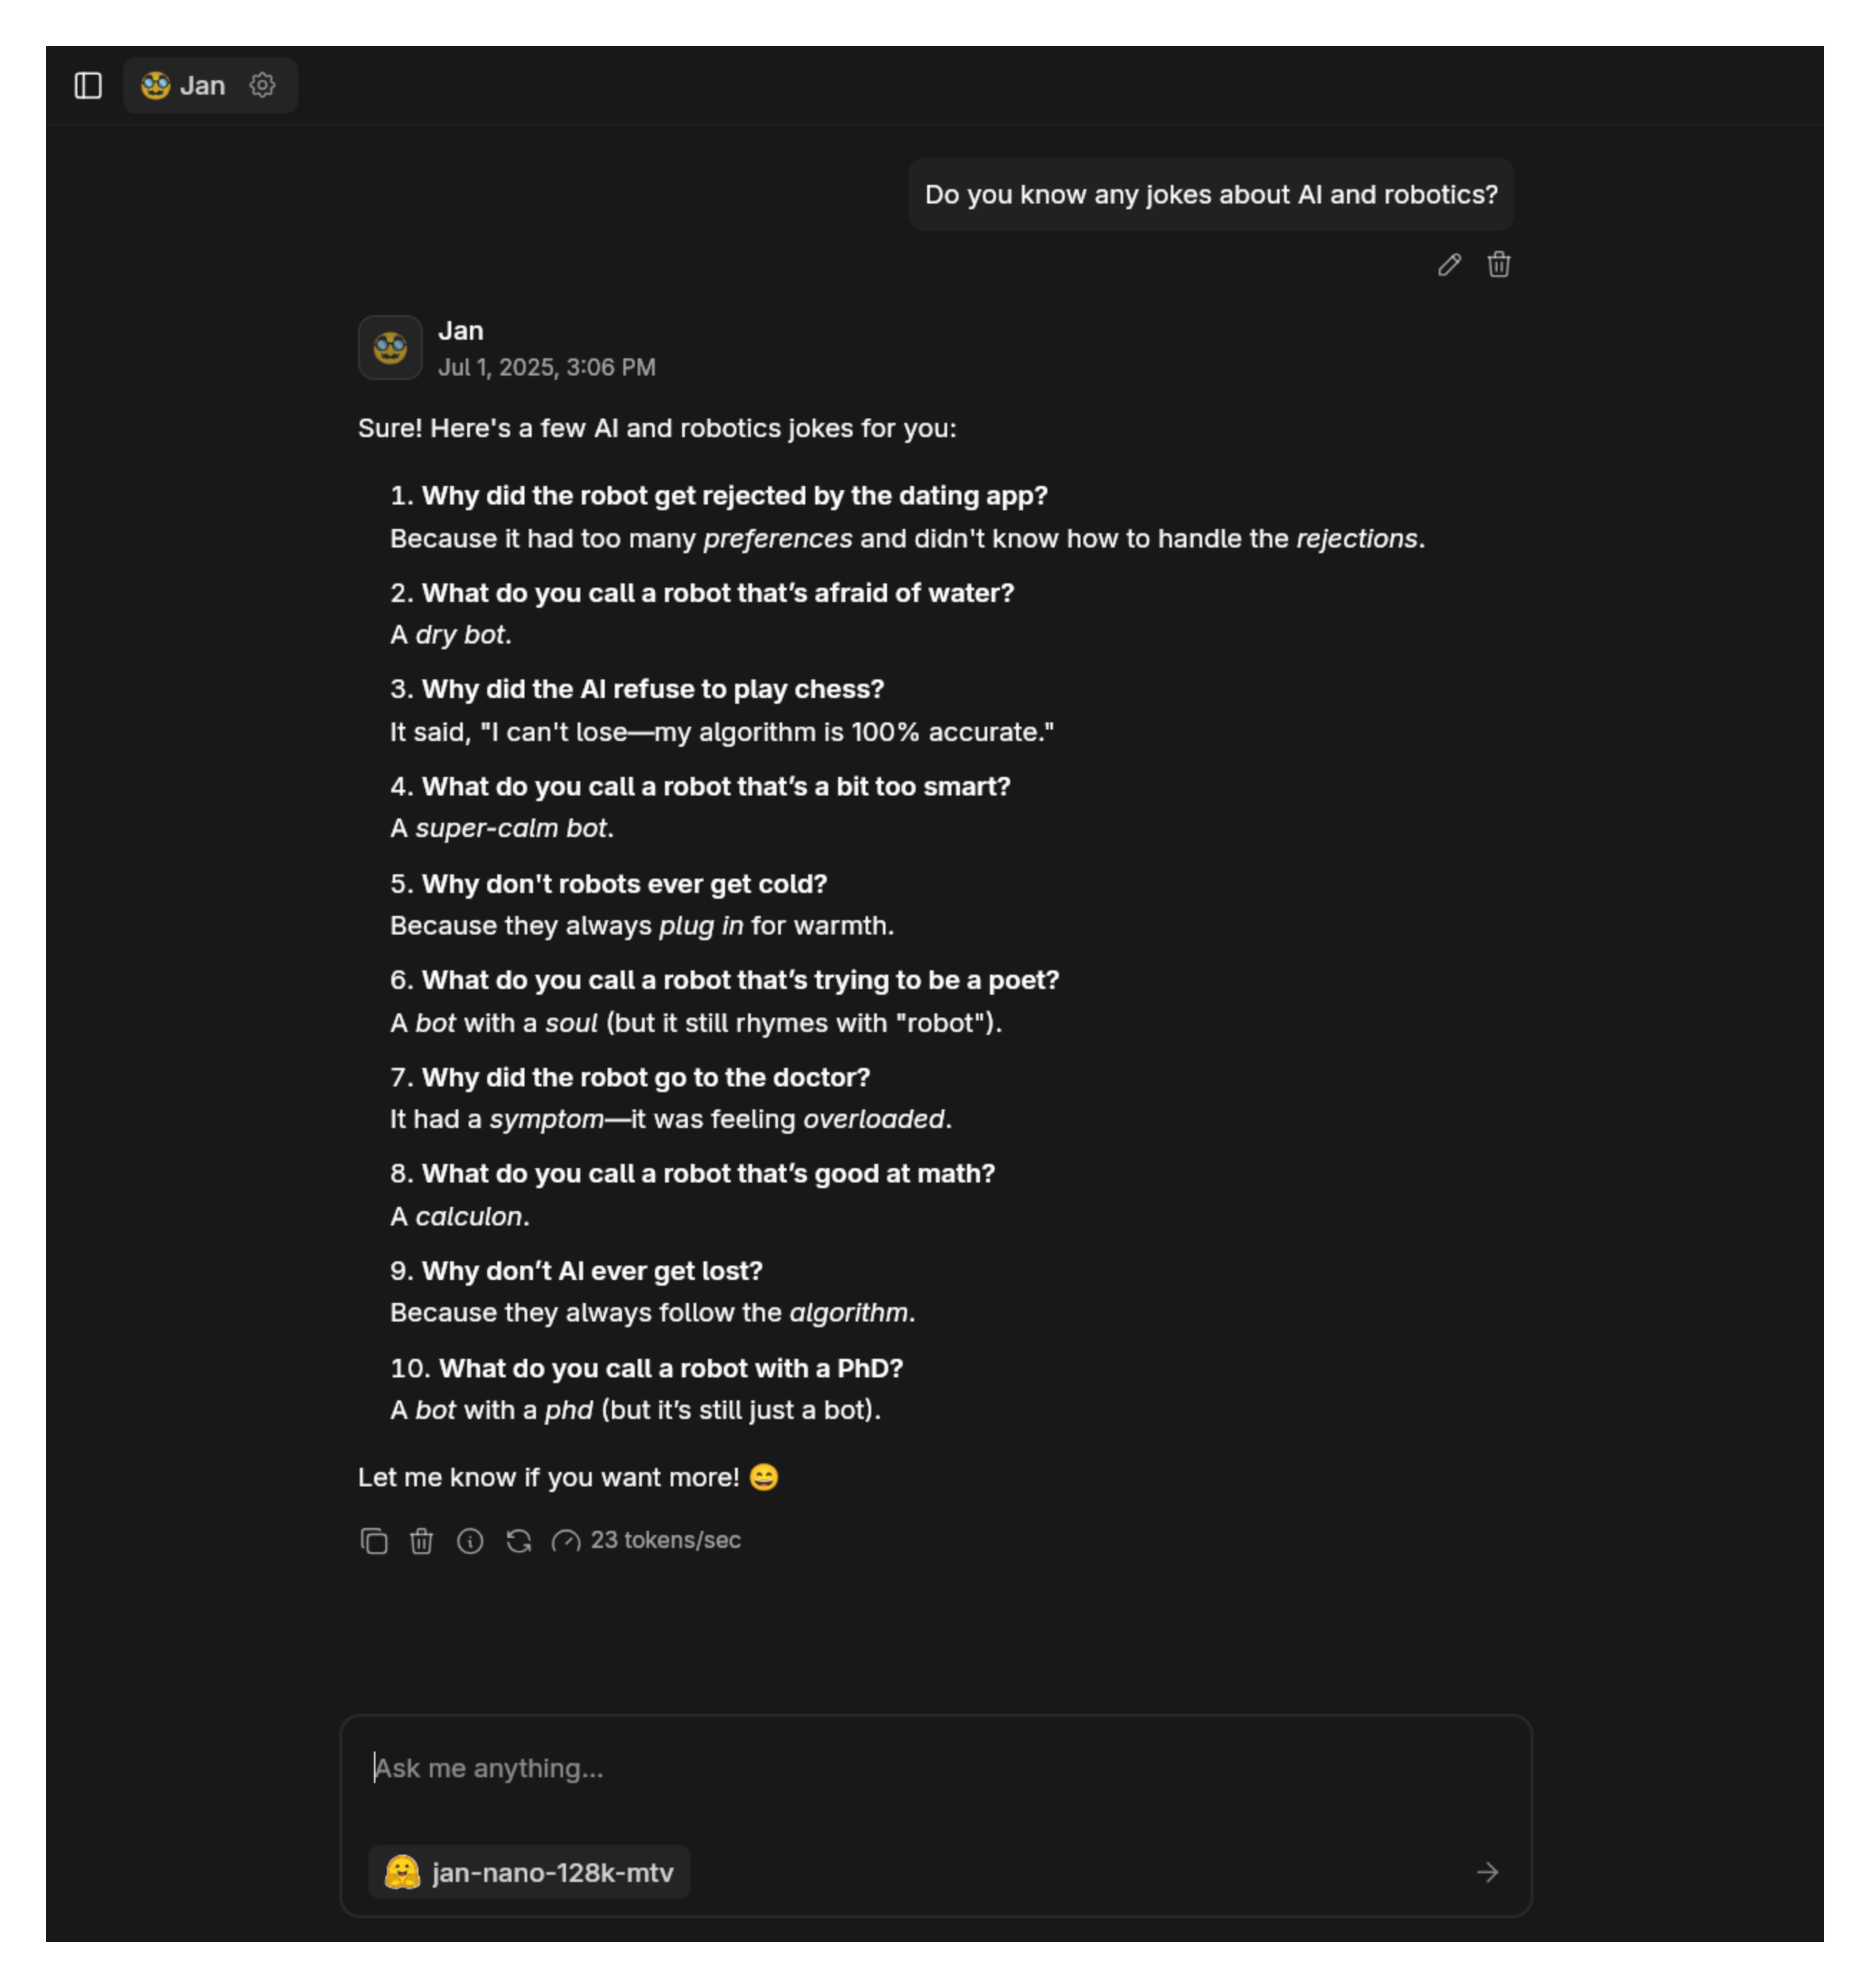 Jan
Do you know any jokes about AI and robotics?
Jan
Jul 1, 2025, 3:06 PM
Sure! Here's a few AI and robotics jokes for you:
1. Why did the robot get rejected by the dating app?
Because it had too many preferences and didn't know how to handle the rejections.
2. What do you call a robot that’s afraid of water?
A dry bot.
3. Why did the AI refuse to play chess?
It said, "I can't lose—my algorithm is 100% accurate."
4. What do you call a robot that’s a bit too smart?
A super-calm bot.
5. Why don't robots ever get cold?
Because they always plug in for warmth.
6. What do you call a robot that’s trying to be a poet?
A bot with a soul (but it still rhymes with "robot").
7. Why did the robot go to the doctor?
It had a symptom—it was feeling overloaded.
8. What do you call a robot that’s good at math?
A calculon.
9. Why don’t AI ever get lost?
Because they always follow the algorithm.
10. What do you call a robot with a PhD?
A bot with a phd (but it’s still just a bot).
Let me know if you want more! 😄
23 tokens/sec
Ask me anything...
jan-nano-128k-mtv